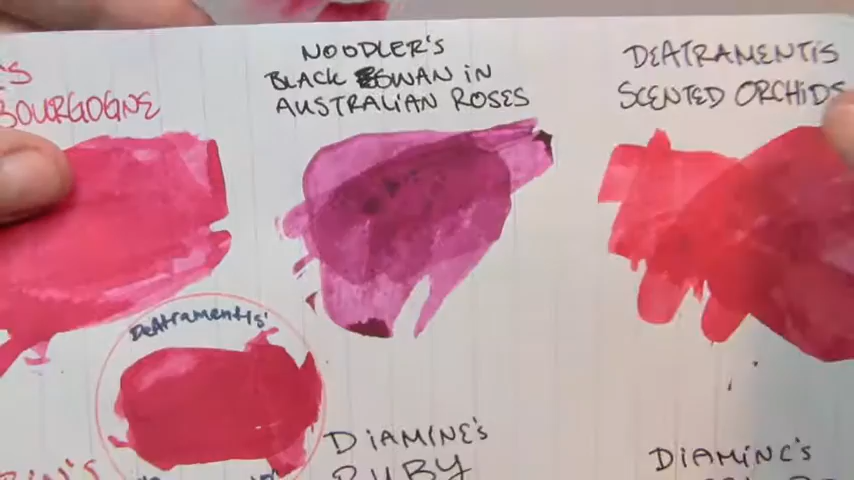 'S
BOURGOGNE
NOODLER'S
BLACK SWAN IN
AUSTRALIAN ROSES
DEATRAMENTIS
SCENTED ORCHIDS
DeAtramentis'
DIAMINE'S
RUBY
DIAMINE'S